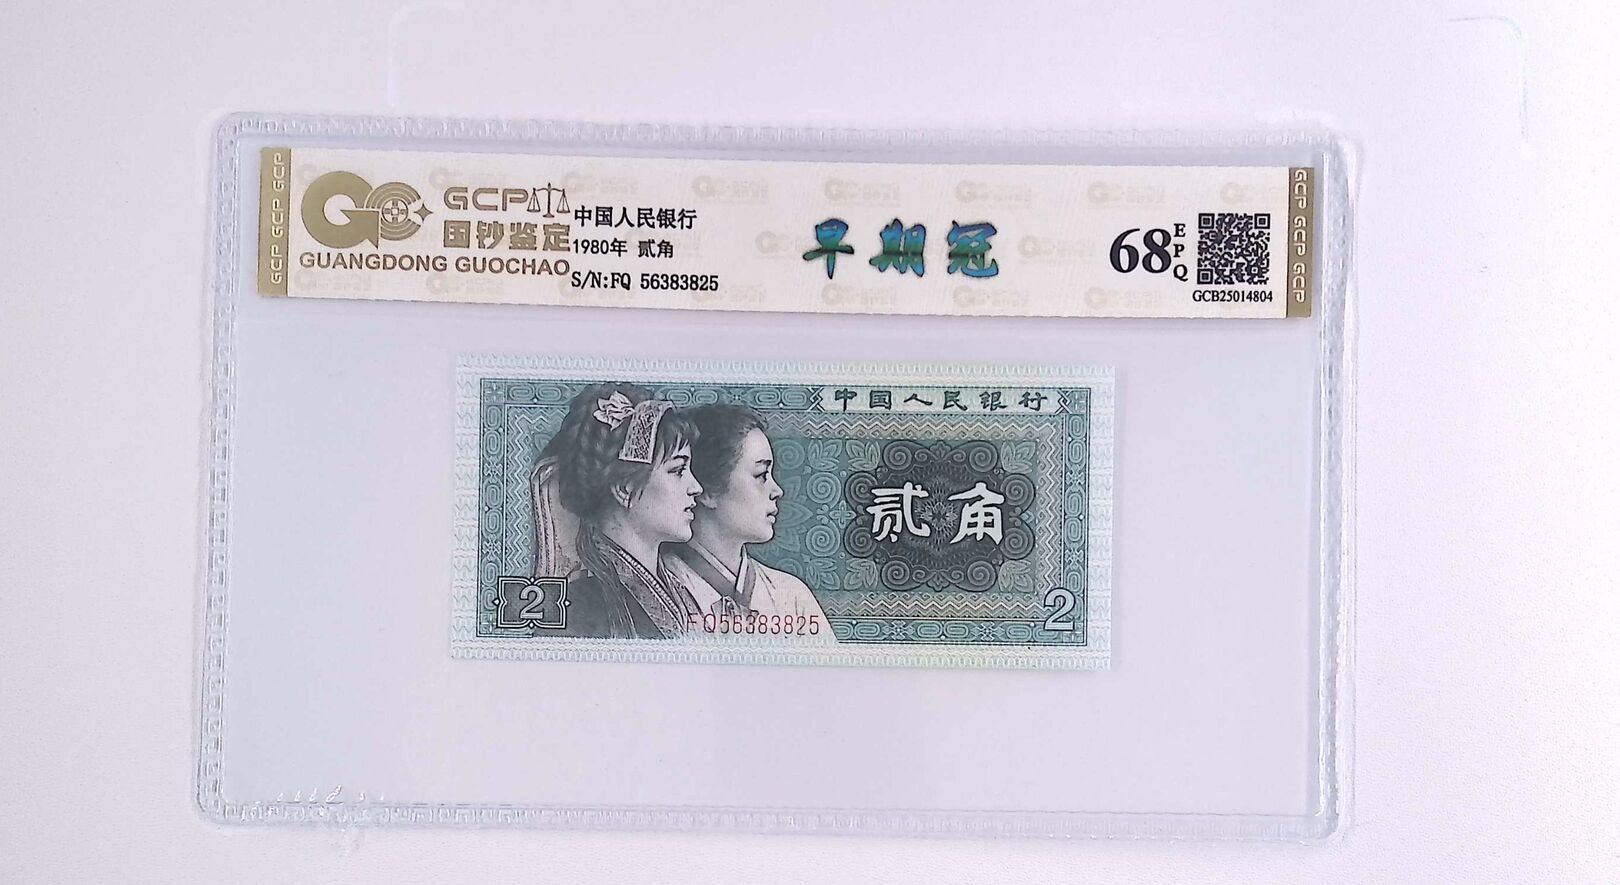 GCP GCP GCP
GCP
国钞鉴定
GUANGDONG GUOCHAO
中国人民银行
1980年 贰角
S/N:FQ 56383825
早期冠
68 EPQ
GCB25014804
GCP GCP GCP
中国人民银行
贰角
2
2
FQ56383825